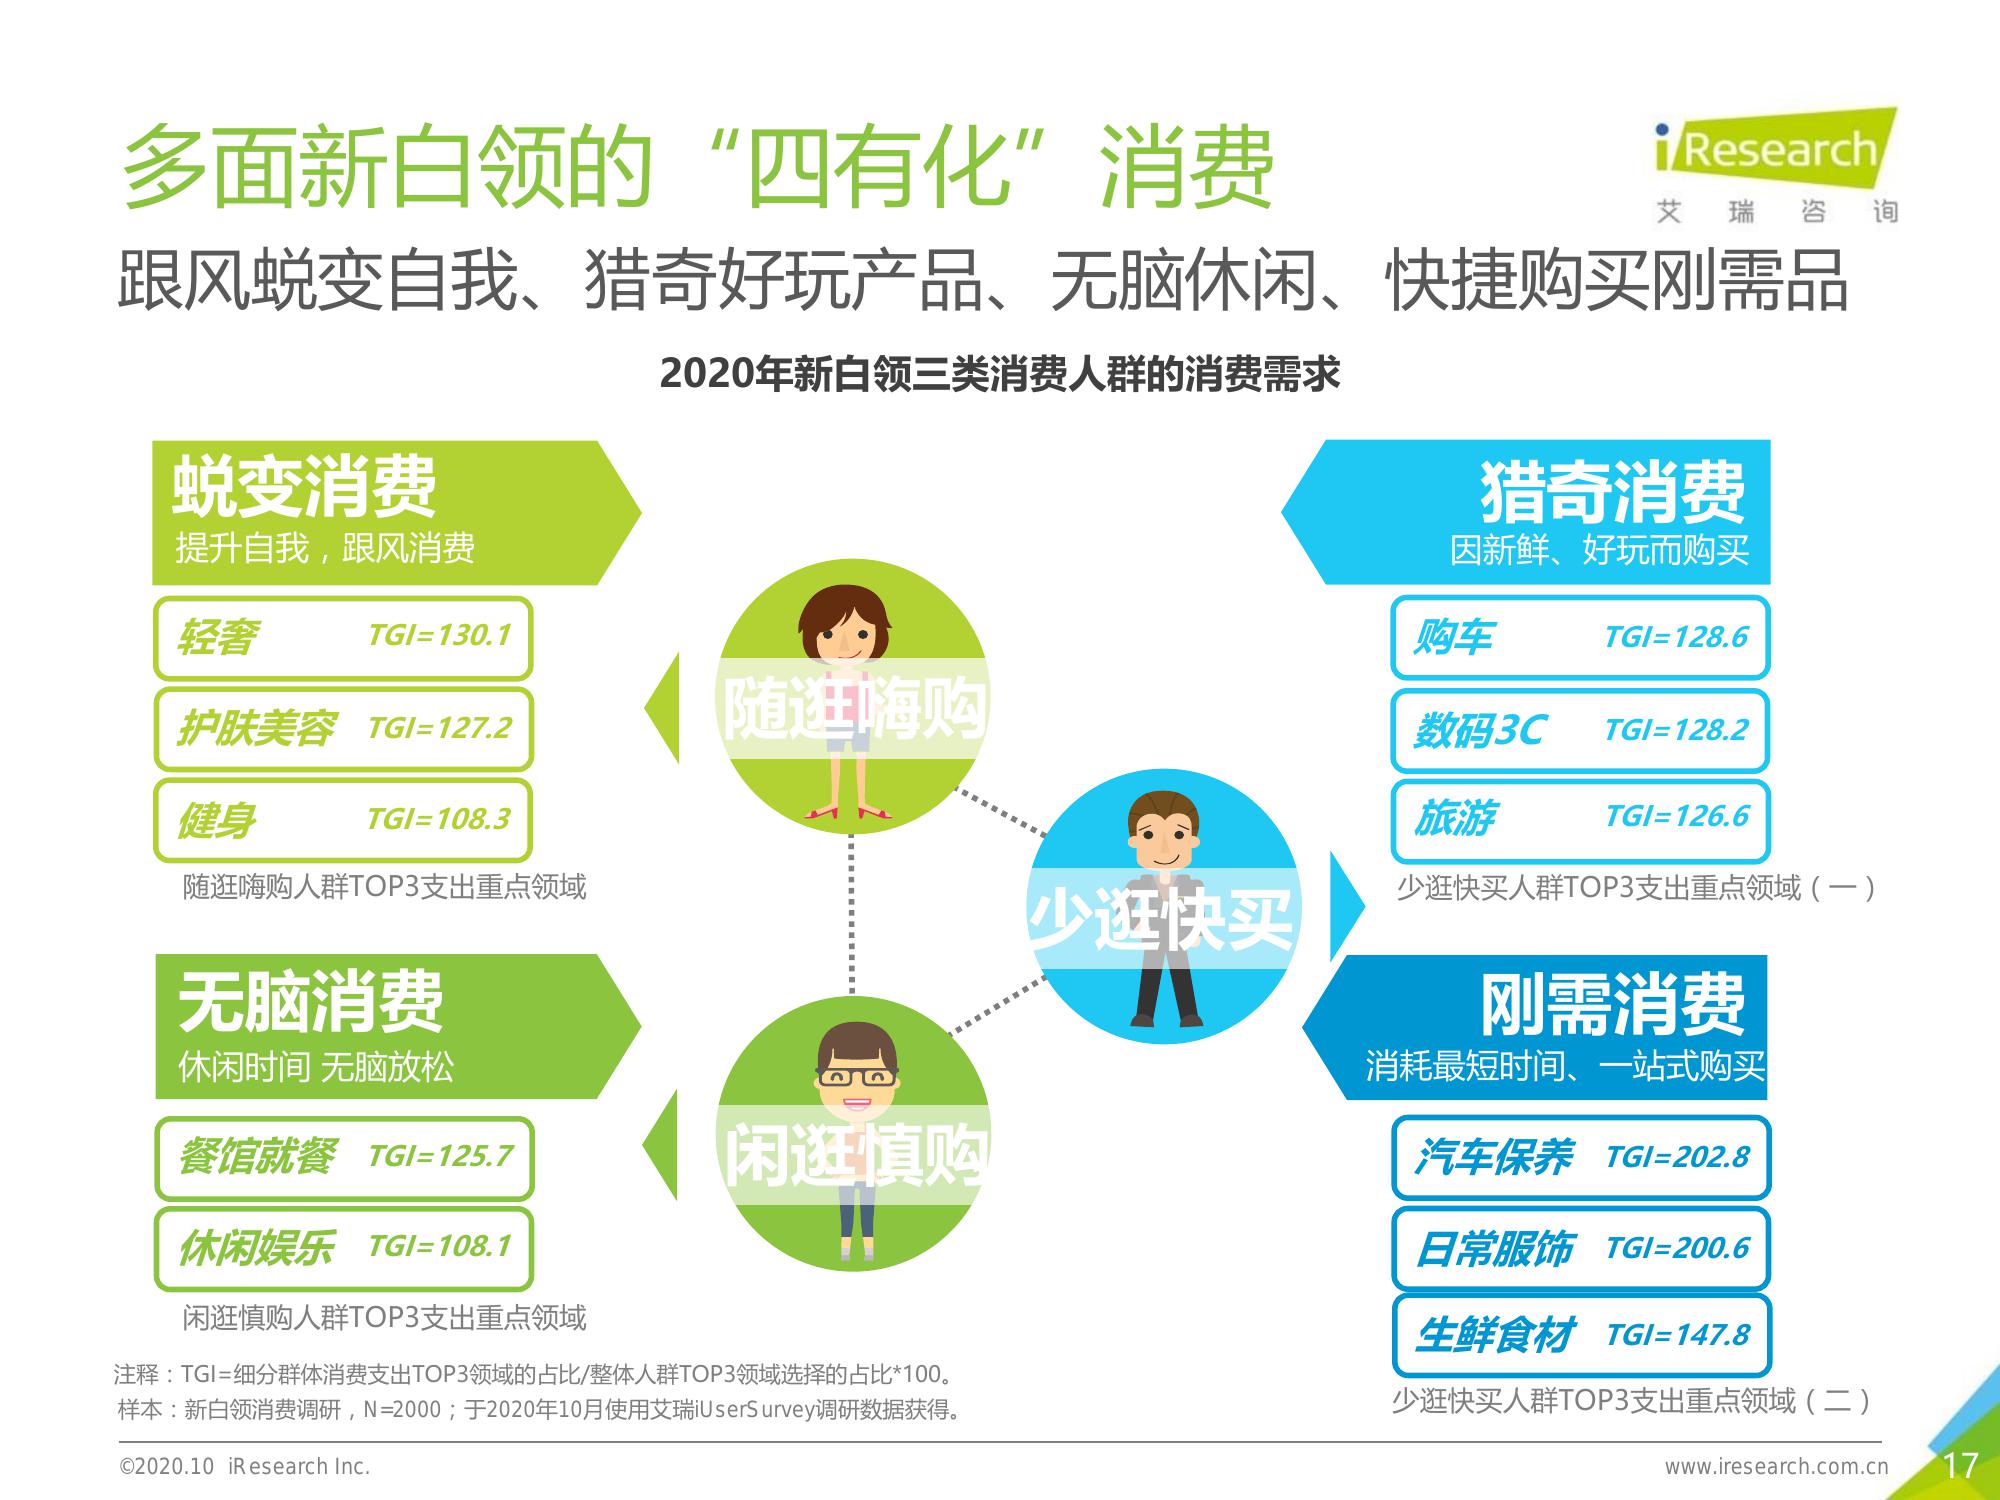 多面新白领的“四有化”消费
iResearch
艾瑞咨询
跟风蜕变自我、猎奇好玩产品、无脑休闲、快捷购买刚需品
2020年新白领三类消费人群的消费需求
蜕变消费
提升自我，跟风消费
轻奢 TGI=130.1
护肤美容 TGI=127.2
健身 TGI=108.3
随逛嗨购人群TOP3支出重点领域
无脑消费
休闲时间 无脑放松
餐馆就餐 TGI=125.7
休闲娱乐 TGI=108.1
闲逛慎购人群TOP3支出重点领域
随逛嗨购
少逛快买
闲逛慎购
猎奇消费
因新鲜、好玩而购买
购车 TGI=128.6
数码3C TGI=128.2
旅游 TGI=126.6
少逛快买人群TOP3支出重点领域（一）
刚需消费
消耗最短时间、一站式购买
汽车保养 TGI=202.8
日常服饰 TGI=200.6
生鲜食材 TGI=147.8
少逛快买人群TOP3支出重点领域（二）
注释：TGI=细分群体消费支出TOP3领域的占比/整体人群TOP3领域选择的占比*100。
样本：新白领消费调研，N=2000；于2020年10月使用艾瑞iUserSurvey调研数据获得。
©2020.10 iResearch Inc.
www.iresearch.com.cn
17